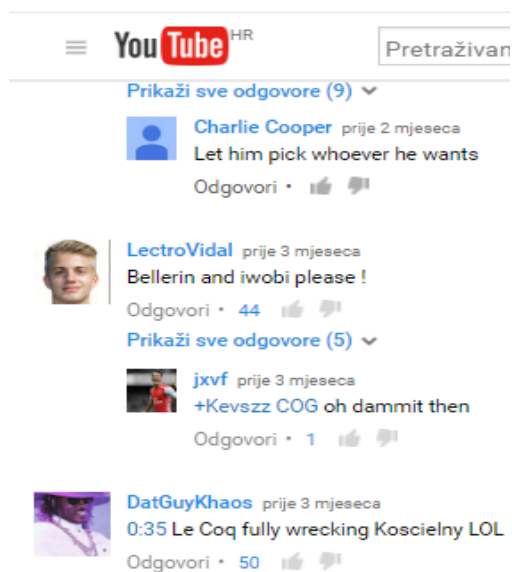 YouTube HR
Pretraživan
Prikaži sve odgovore (9)
Charlie Cooper prije 2 mjeseca
Let him pick whoever he wants
Odgovori •
LectroVidal prije 3 mjeseca
Bellerin and iwobi please !
Odgovori • 44
Prikaži sve odgovore (5)
jxvf prije 3 mjeseca
+Kevszz COG oh dammit then
Odgovori • 1
DatGuyKhaos prije 3 mjeseca
0:35 Le Coq fully wrecking Koscielny LOL
Odgovori • 50